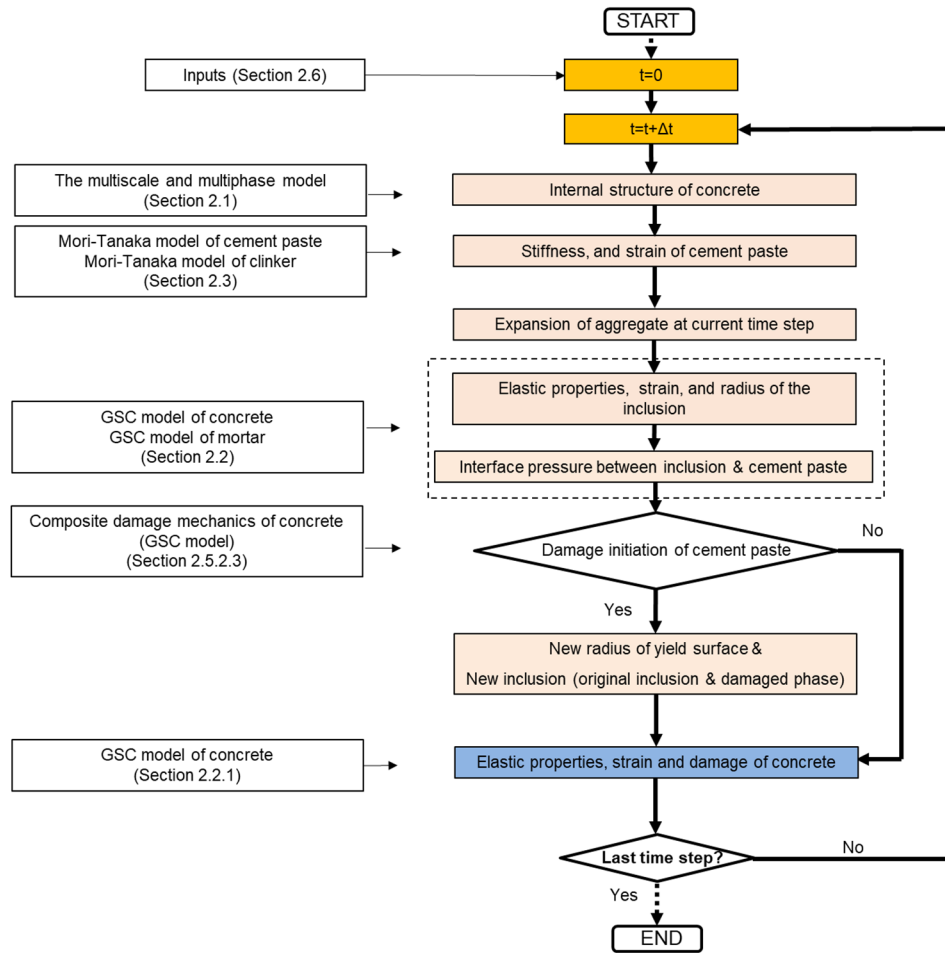 START
Inputs (Section 2.6)
t=0
t=t+Δt
The multiscale and multiphase model
(Section 2.1)
Internal structure of concrete
Mori-Tanaka model of cement paste
Mori-Tanaka model of clinker
(Section 2.3)
Stiffness, and strain of cement paste
Expansion of aggregate at current time step
Elastic properties, strain, and radius of the
inclusion
GSC model of concrete
GSC model of mortar
(Section 2.2)
Interface pressure between inclusion & cement paste
Composite damage mechanics of concrete
(GSC model)
(Section 2.5.2.3)
Damage initiation of cement paste
No
Yes
New radius of yield surface &
New inclusion (original inclusion & damaged phase)
GSC model of concrete
(Section 2.2.1)
Elastic properties, strain and damage of concrete
Last time step?
No
Yes
END